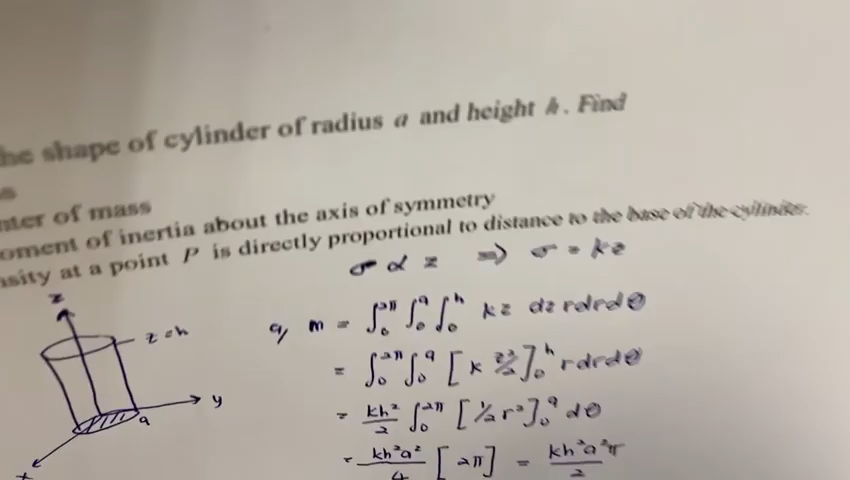 he shape of cylinder of radius a and height h. Find
s
nter of mass
oment of inertia about the axis of symmetry
nsity at a point P is directly proportional to distance to the base of the cylinder.
σ α z ⇒ σ = kz
a/ m = ∫₀^2π ∫₀^a ∫₀^h kz dz rdrdθ
= ∫₀^2π ∫₀^a [k z²/2]₀^h rdrdθ
= kh²/2 ∫₀^2π [½ r²]₀^a dθ
= kh²a²/4 [2π] = kh²a²π/2
z
z=h
y
a
x